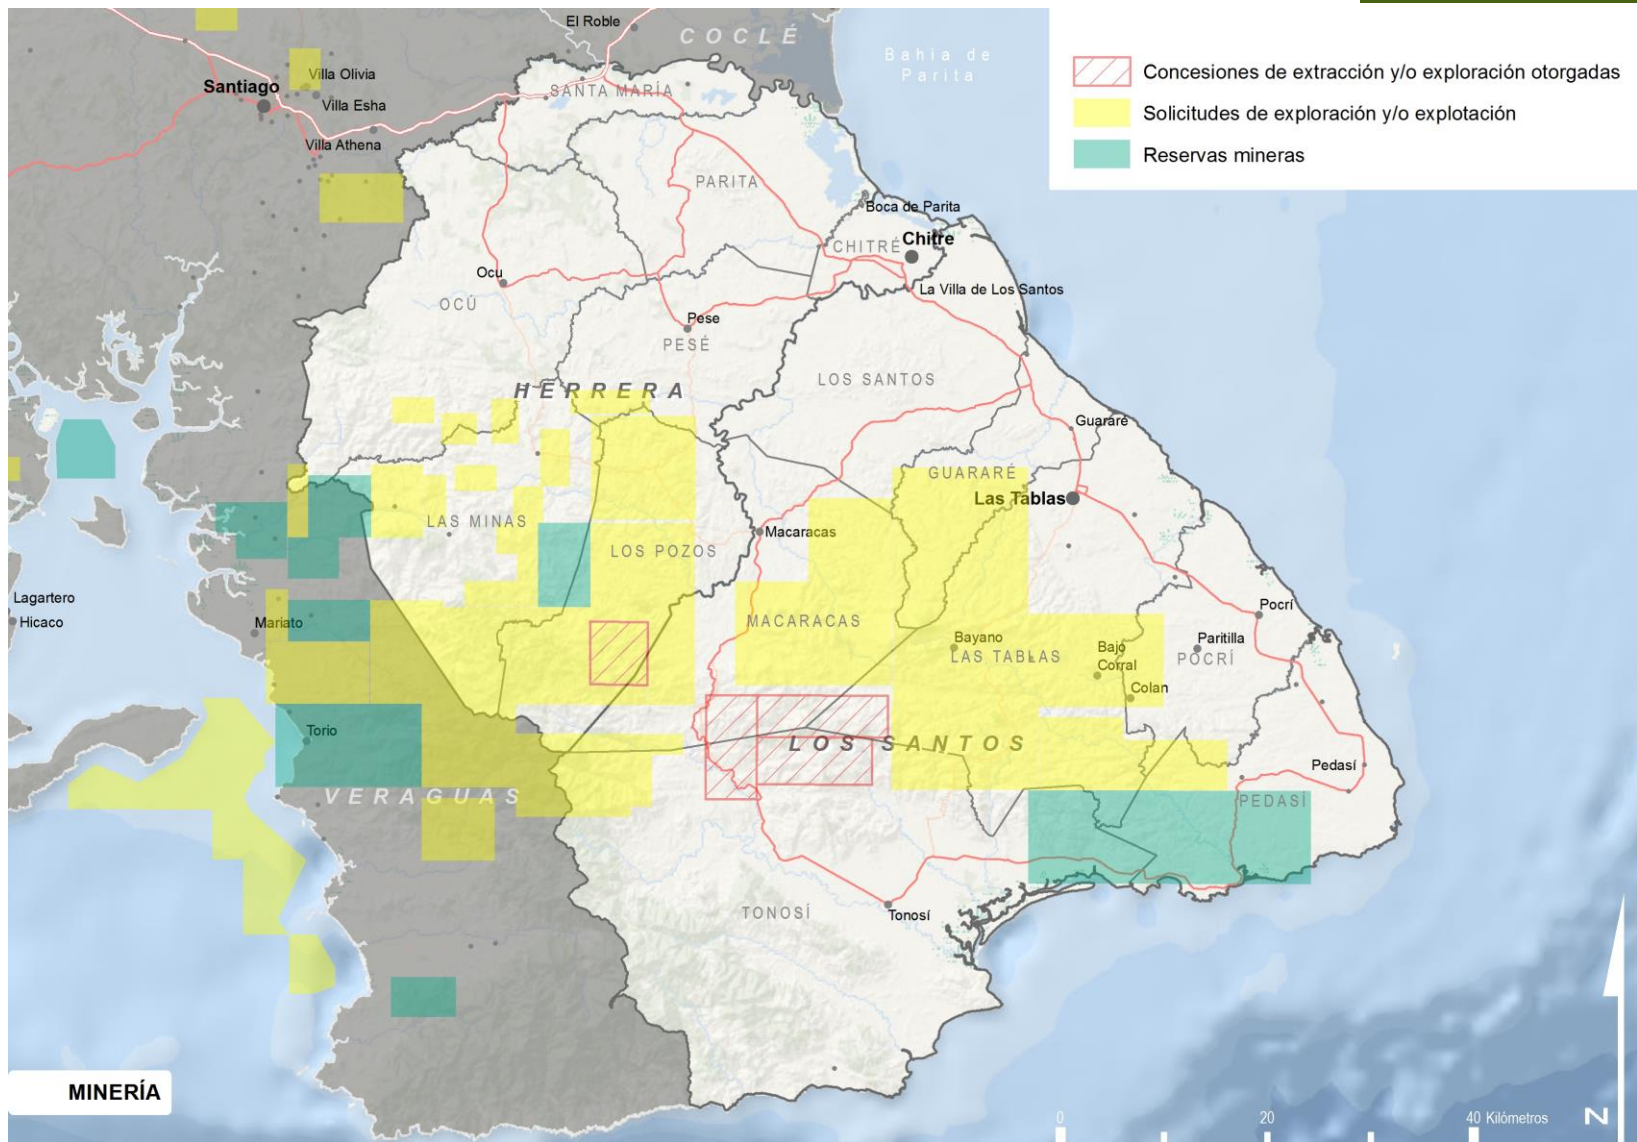 El Roble
COCLÉ
Bahia de
Parita
Concesiones de extracción y/o exploración otorgadas
Solicitudes de exploración y/o explotación
Reservas mineras
Villa Olivia
Santiago
Villa Esha
SANTA MARÍA
Villa Athena
PARITA
Boca de Parita
CHITRÉ
Chitre
Ocu
La Villa de Los Santos
OCÚ
Pese
PESÉ
LOS SANTOS
HERRERA
Guararé
GUARARÉ
Las Tablas
LAS MINAS
Macaracas
LOS POZOS
Lagartero
Hicaco
Mariato
MACARACAS
Pocrí
Bayano
LAS TABLAS
Bajo
Corral
Paritilla
POCRÍ
Colan
Torio
LOS SANTOS
Pedasí
VERAGUAS
PEDASÍ
TONOSÍ
Tonosí
MINERÍA
0 20 40 Kilómetros
N